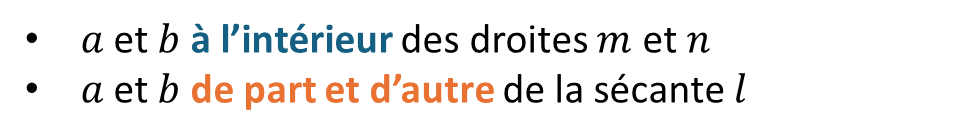 • a et b à l’intérieur des droites m et n
• a et b de part et d’autre de la sécante l